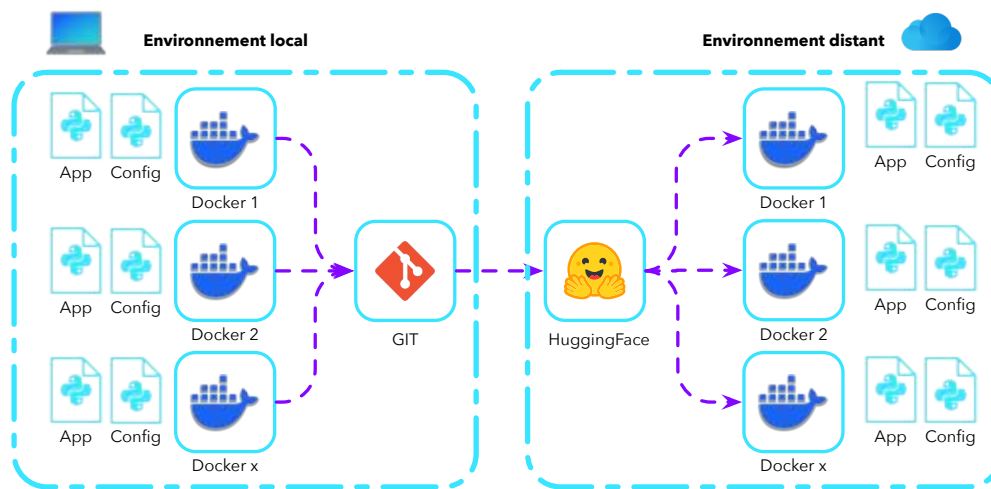 Environnement local
Environnement distant
App
Config
Docker 1
App
Config
Docker 2
App
Config
Docker x
GIT
HuggingFace
Docker 1
App
Config
Docker 2
App
Config
Docker x
App
Config